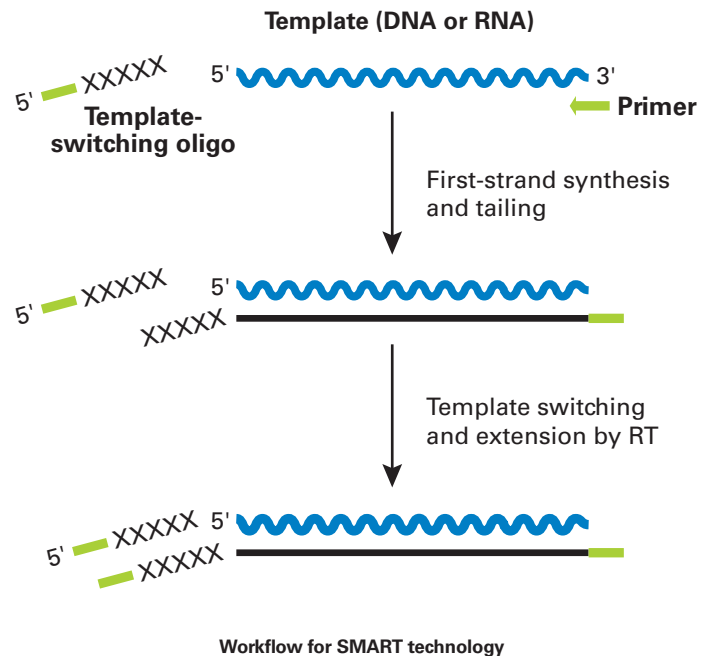 Template (DNA or RNA)
5' XXXXX
5' 3'
Template-
switching oligo
Primer
First-strand synthesis
and tailing
5' XXXXX
5'
XXXXX
Template switching
and extension by RT
5' XXXXX
5'
XXXXX
Workflow for SMART technology